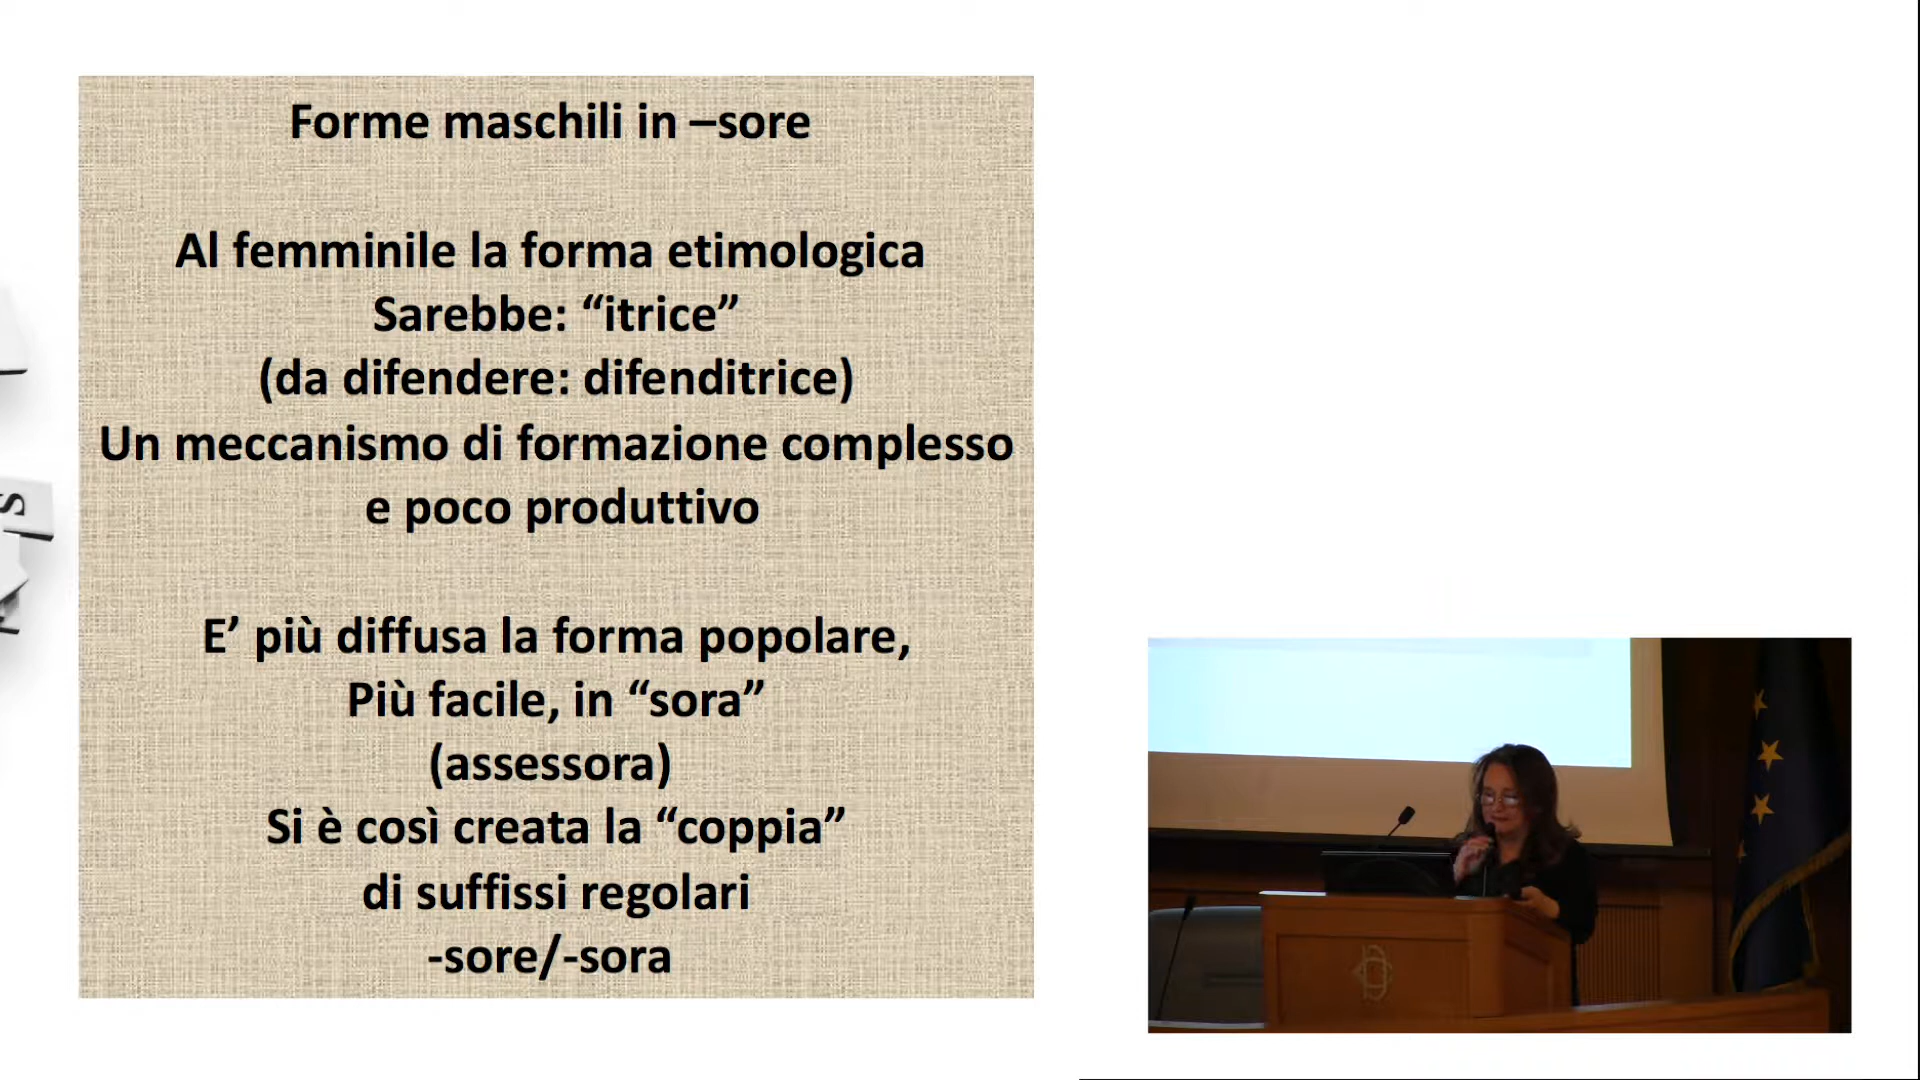 Forme maschili in –sore
Al femminile la forma etimologica
Sarebbe: “itrice”
(da difendere: difenditrice)
Un meccanismo di formazione complesso
e poco produttivo
E’ più diffusa la forma popolare,
Più facile, in “sora”
(assessora)
Si è così creata la “coppia”
di suffissi regolari
-sore/-sora